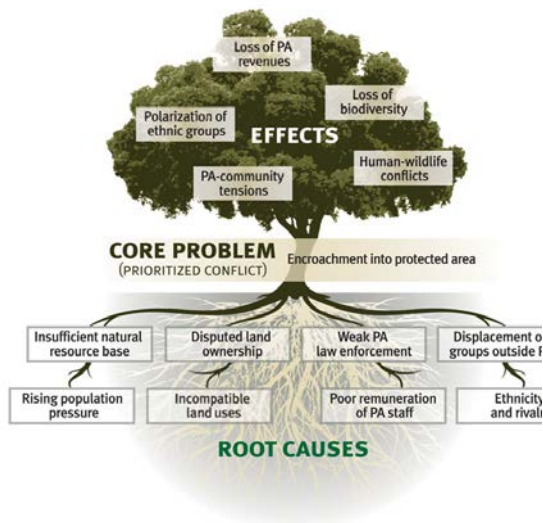 Loss of PA
revenues
Loss of
biodiversity
Polarization of
ethnic groups
EFFECTS
Human-wildlife
conflicts
PA-community
tensions
CORE PROBLEM
(PRIORITIZED CONFLICT)
Encroachment into protected area
Insufficient natural
resource base
Disputed land
ownership
Weak PA
law enforcement
Displacement
groups outside
Rising population
pressure
Incompatible
land uses
Poor remuneration
of PA staff
Ethnicity
and
ROOT CAUSES